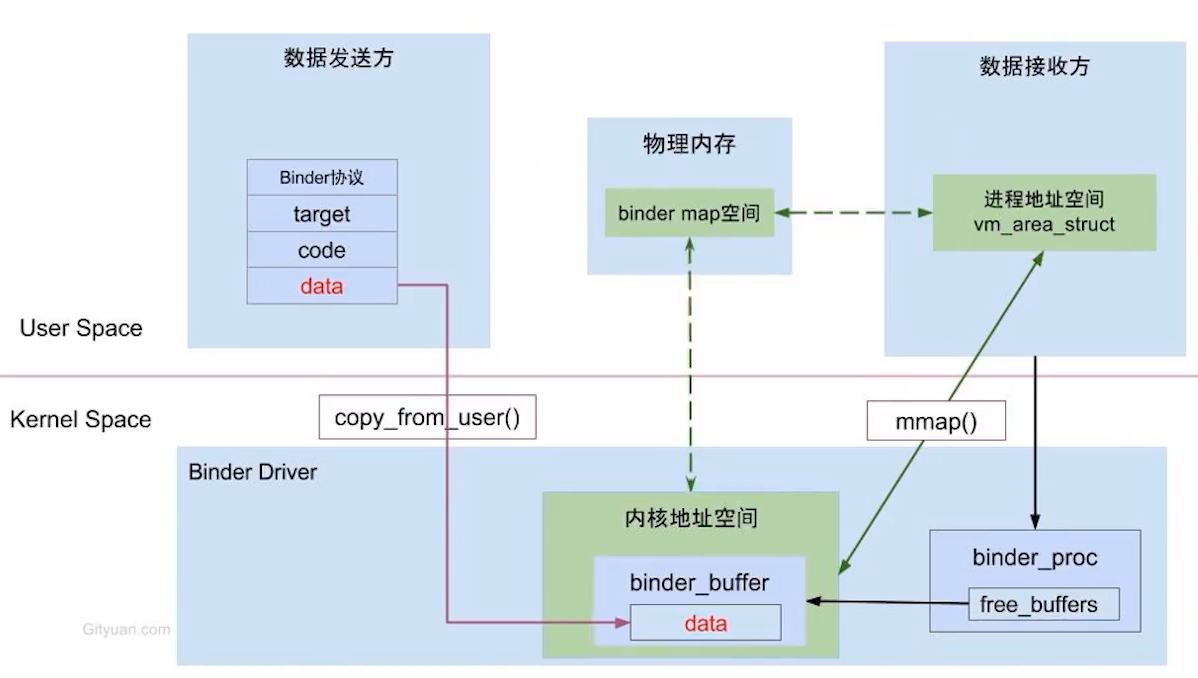 数据发送方
Binder协议
target
code
data
物理内存
binder map空间
数据接收方
进程地址空间
vm_area_struct
User Space
Kernel Space
copy_from_user()
mmap()
Binder Driver
内核地址空间
binder_buffer
data
binder_proc
free_buffers
Gityuan.com